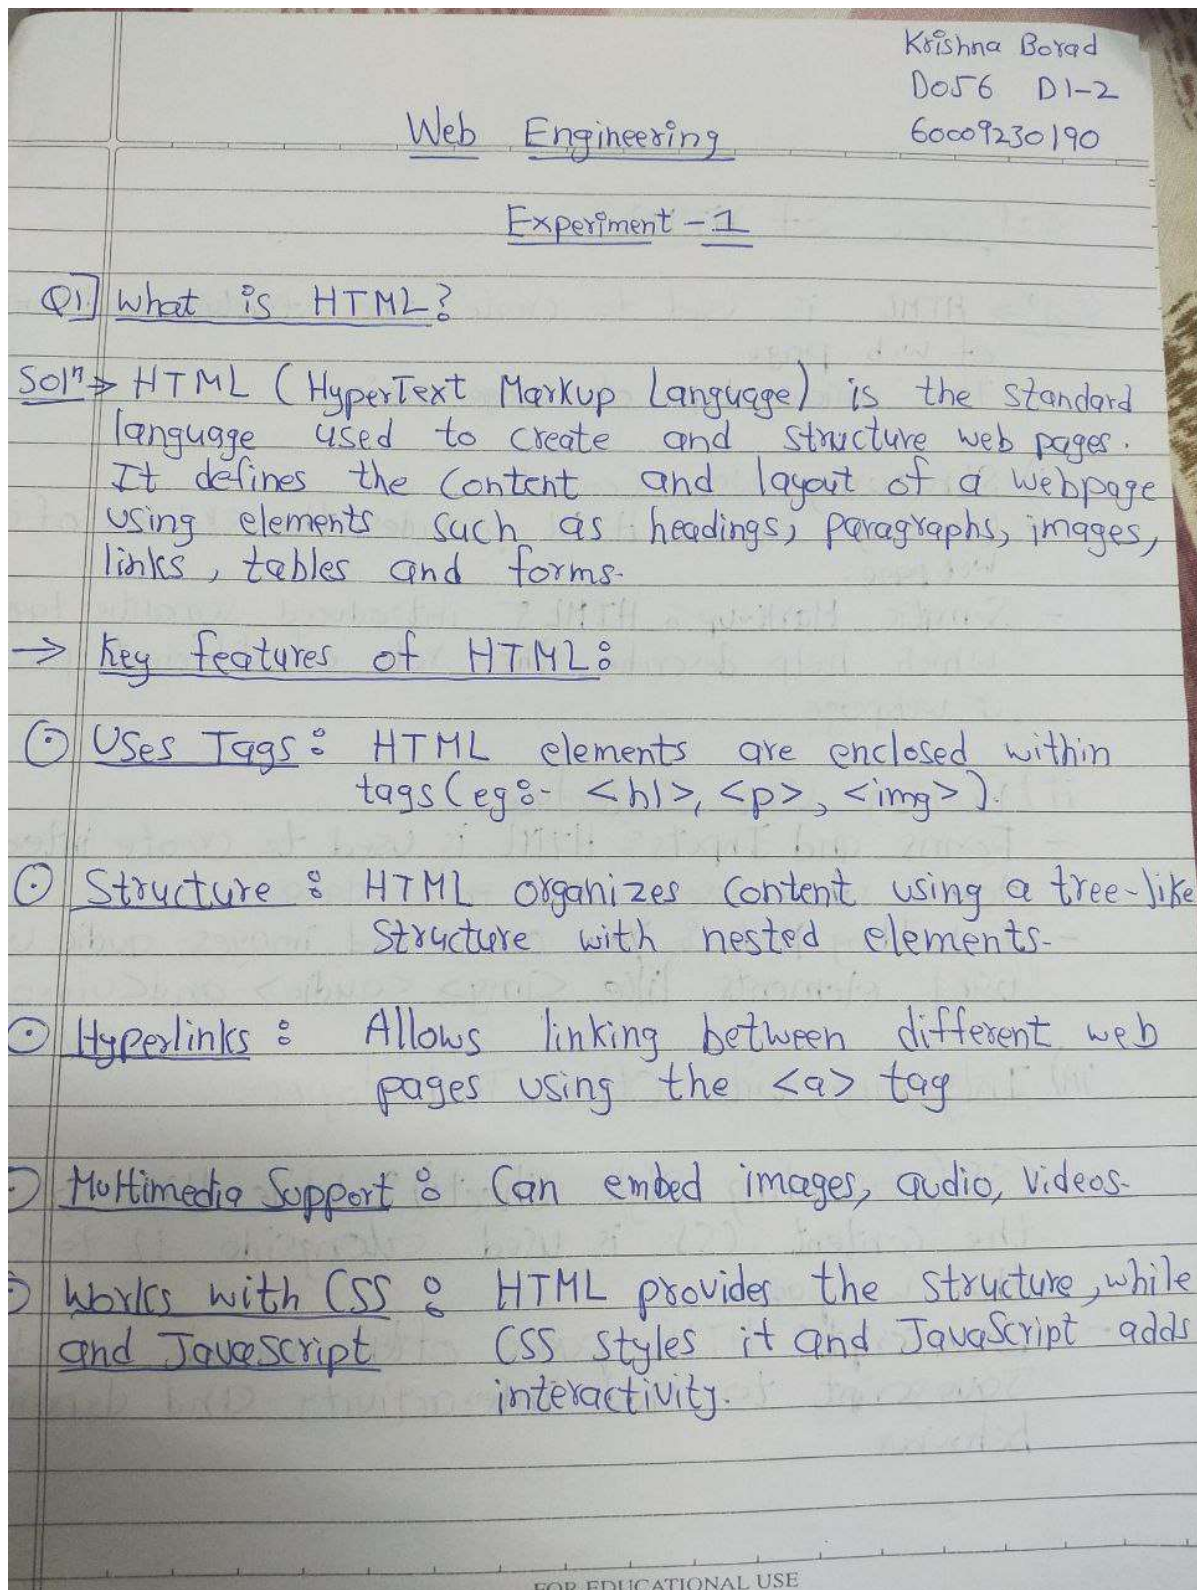 Krishna Borad
D056 D1-2
60009230190
Web Engineering
Experiment - 1
Q1] What is HTML?
Solⁿ → HTML (HyperText Markup Language) is the standard
language used to create and structure web pages.
It defines the content and layout of a webpage
using elements such as headings, paragraphs, images,
links, tables and forms.
→ Key features of HTML:
⊙ Uses Tags: HTML elements are enclosed within
tags (eg:- <h1>, <p>, <img>).
⊙ Structure: HTML organizes content using a tree-like
structure with nested elements.
⊙ Hyperlinks: Allows linking between different web
pages using the <a> tag
⊙ Multimedia Support: Can embed images, audio, videos.
⊙ Works with CSS: HTML provides the structure, while
and JavaScript CSS styles it and JavaScript adds
interactivity.
FOR EDUCATIONAL USE